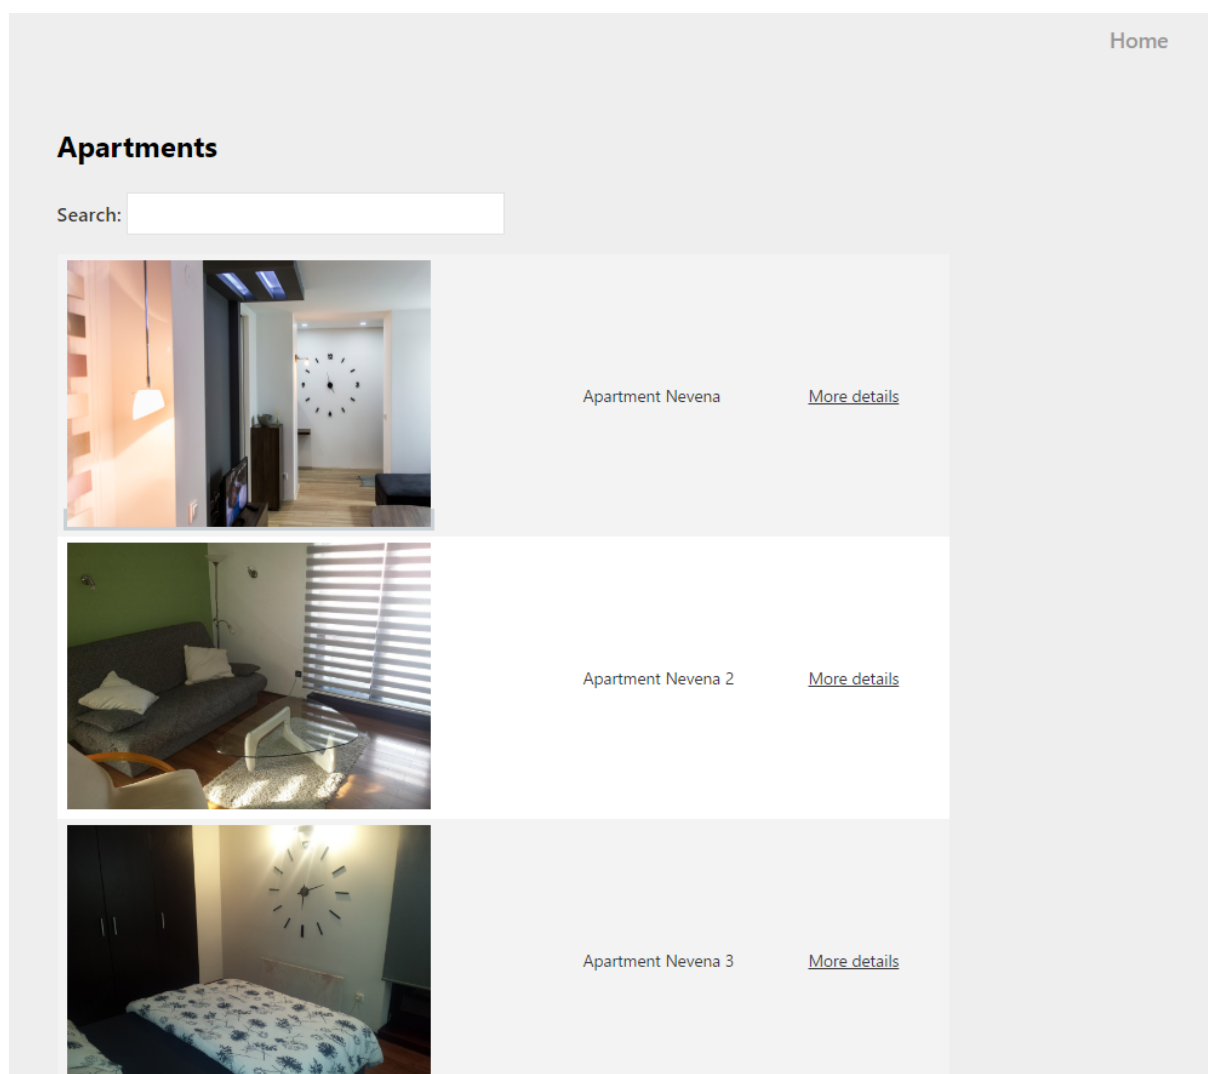 Home
Apartments
Search:
Apartment Nevena More details
Apartment Nevena 2 More details
Apartment Nevena 3 More details